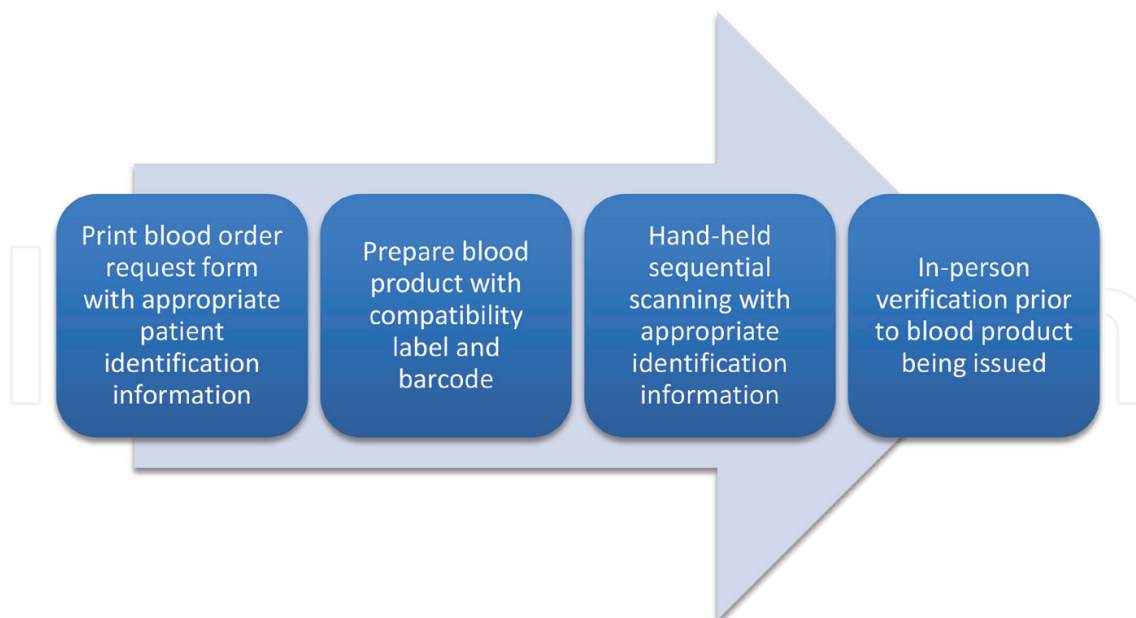 Print blood order
request form
with appropriate
patient
identification
information
Prepare blood
product with
compatibility
label and
barcode
Hand-held
sequential
scanning with
appropriate
identification
information
In-person
verification prior
to blood product
being issued